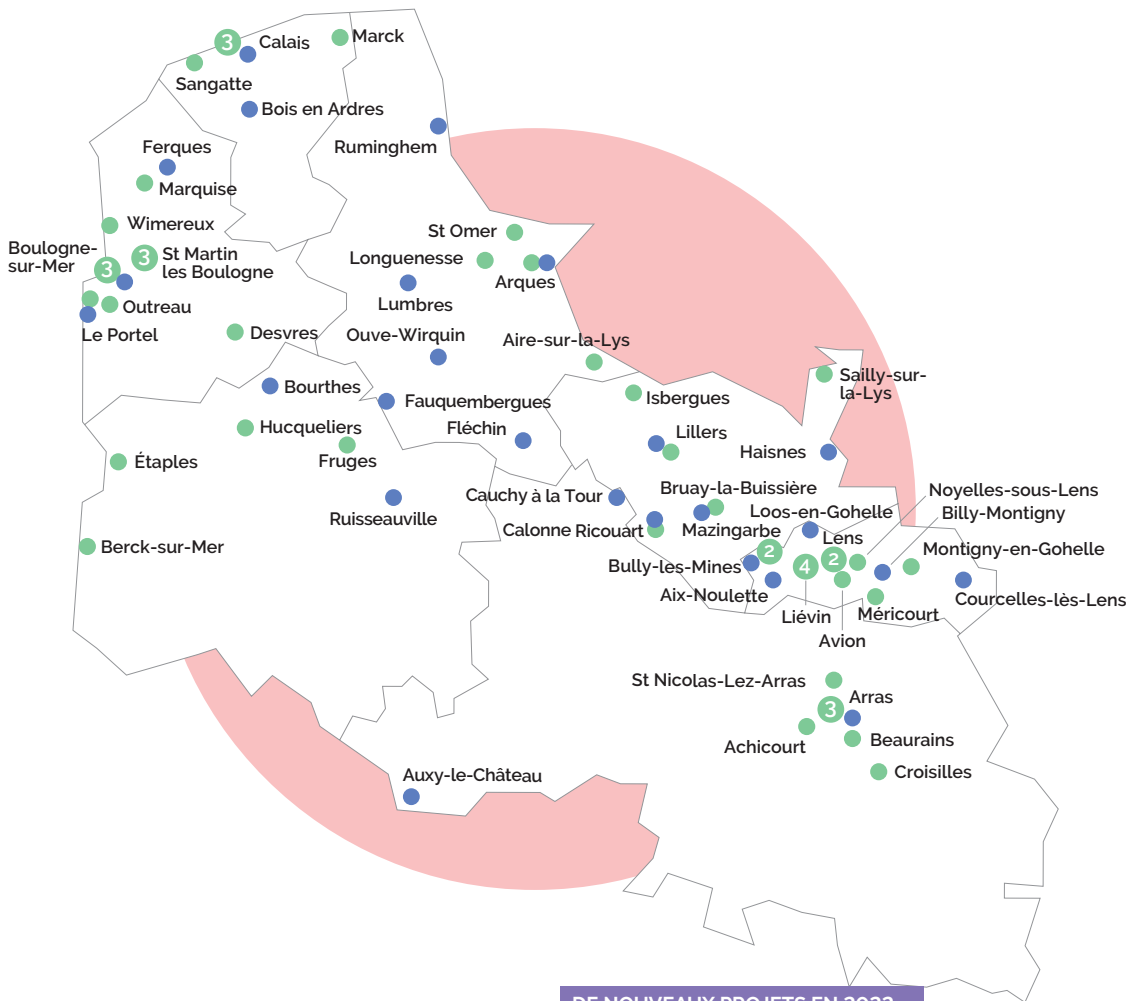 3
Calais
Marck
Sangatte
Bois en Ardres
Ruminghem
Ferques
Marquise
Wimereux
Boulogne-
sur-Mer
3
3
St Martin
les Boulogne
Outreau
Le Portel
Desvres
St Omer
Longuenesse
Arques
Lumbres
Ouve-Wirquin
Aire-sur-la-Lys
Bourthes
Fauquembergues
Isbergues
Sailly-sur-
la-Lys
Hucqueliers
Fruges
Fléchin
Lillers
Haisnes
Étaples
Ruisseauville
Cauchy à la Tour
Bruay-la-Buissière
Noyelles-sous-Lens
Billy-Montigny
Loos-en-Gohelle
Calonne Ricouart
Mazingarbe
Lens
Montigny-en-Gohelle
Berck-sur-Mer
Bully-les-Mines
2
4
2
Aix-Noulette
Courcelles-lès-Lens
Liévin
Méricourt
Avion
St Nicolas-Lez-Arras
3
Arras
Achicourt
Beaurains
Croisilles
Auxy-le-Château